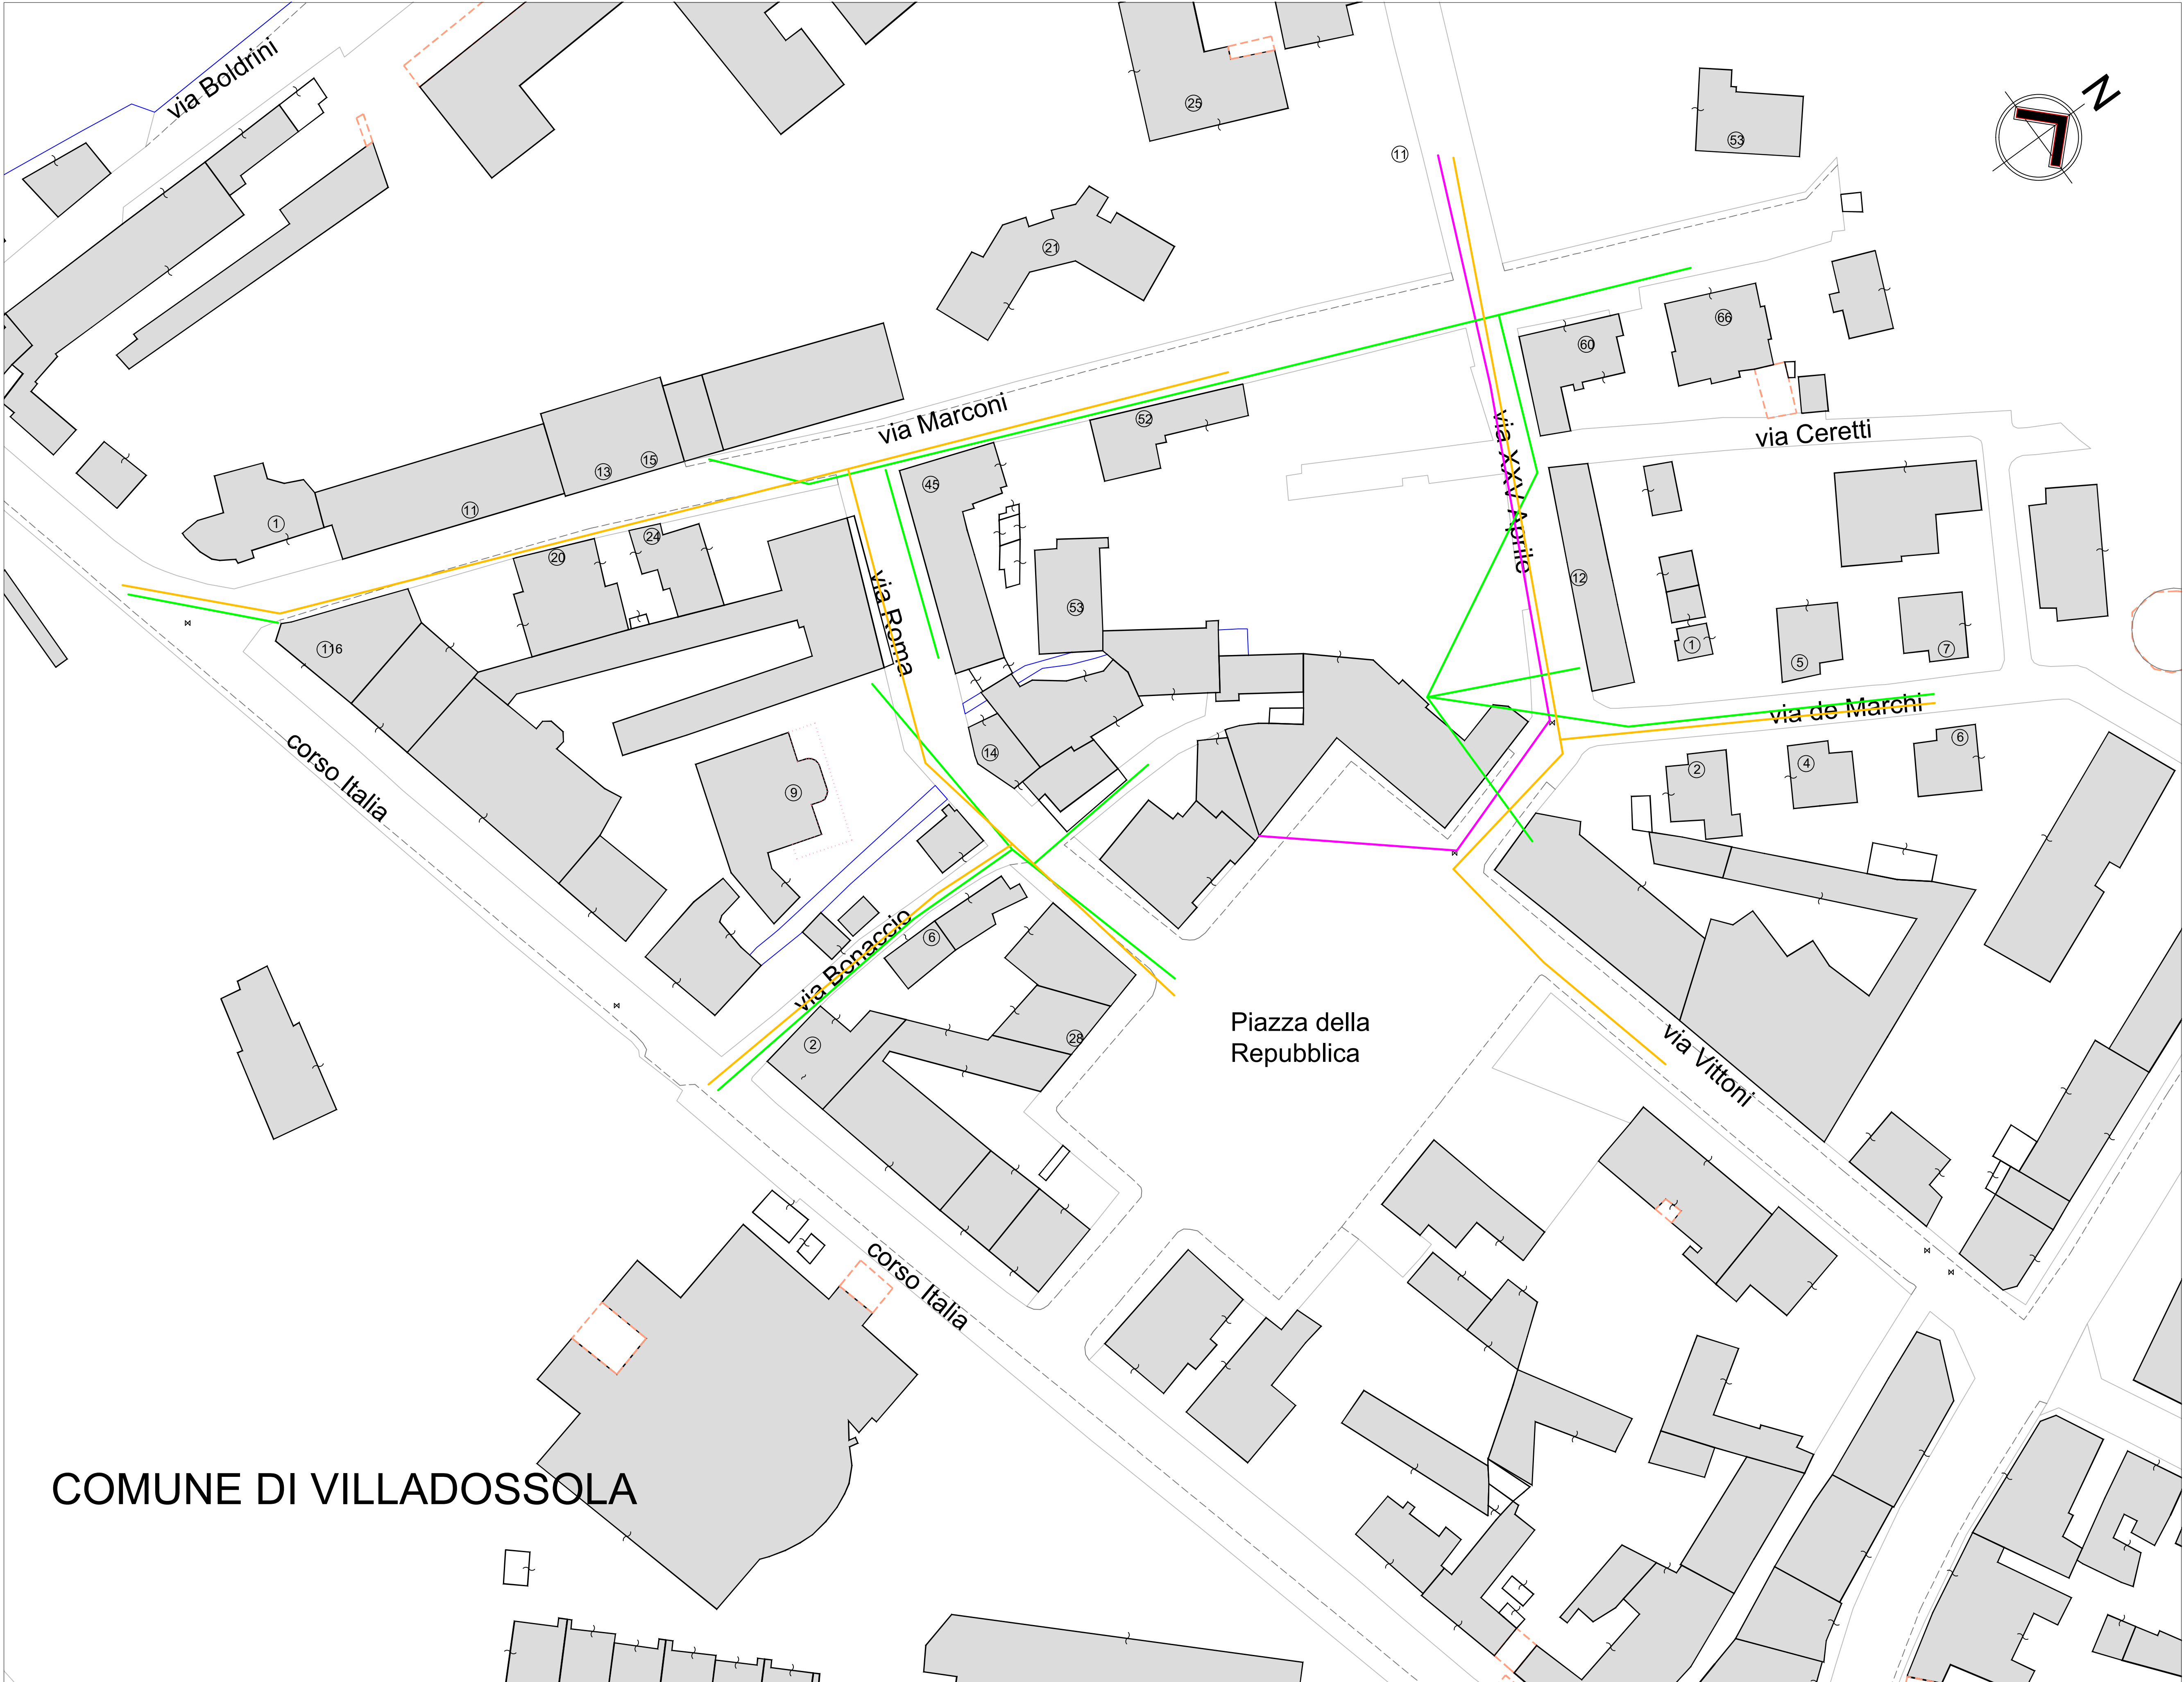 via Boldrini
N
25
11
53
21
66
60
via Marconi
52
via Ceretti
via XXV Aprile
13
15
45
11
1
20
24
12
via Roma
53
116
1
5
7
via de Marchi
14
corso Italia
9
2
4
6
via Bonaccio
6
Piazza della
Repubblica
2
28
via Vittoni
corso Italia
COMUNE DI VILLADOSSOLA